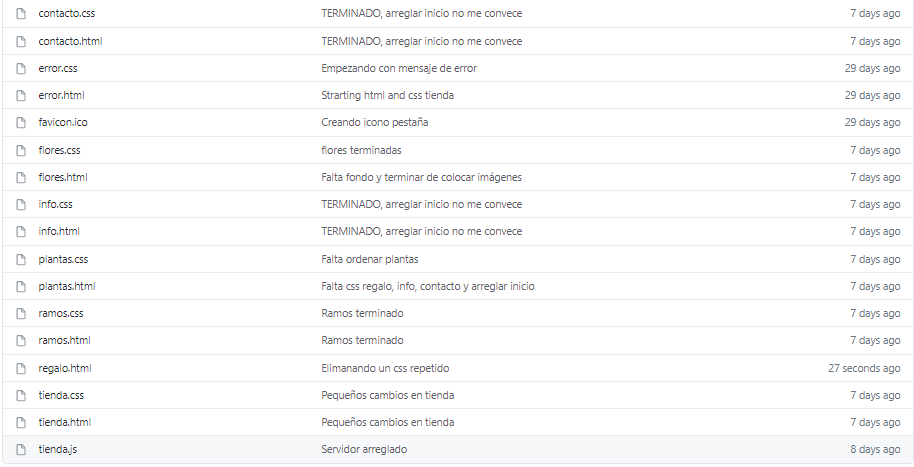 contacto.css TERMINADO, arreglar inicio no me convece 7 days ago
contacto.html TERMINADO, arreglar inicio no me convece 7 days ago
error.css Empezando con mensaje de error 29 days ago
error.html Strarting html and css tienda 29 days ago
favicon.ico Creando icono pestaña 29 days ago
flores.css flores terminadas 7 days ago
flores.html Falta fondo y terminar de colocar imágenes 7 days ago
info.css TERMINADO, arreglar inicio no me convece 7 days ago
info.html TERMINADO, arreglar inicio no me convece 7 days ago
plantas.css Falta ordenar plantas 7 days ago
plantas.html Falta css regalo, info, contacto y arreglar inicio 7 days ago
ramos.css Ramos terminado 7 days ago
ramos.html Ramos terminado 7 days ago
regalo.html Elimanando un css repetido 27 seconds ago
tienda.css Pequeños cambios en tienda 7 days ago
tienda.html Pequeños cambios en tienda 7 days ago
tienda.js Servidor arreglado 8 days ago